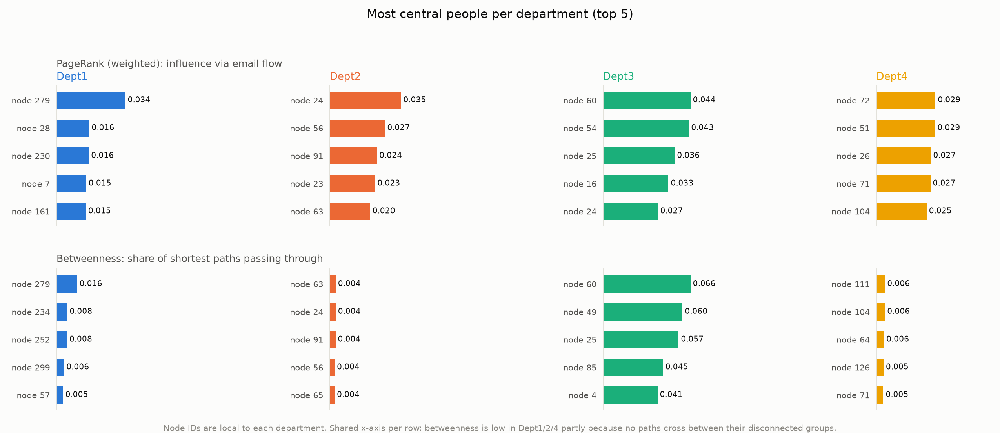 Most central people per department (top 5)
PageRank (weighted): influence via email flow
Dept1
node 279 0.034
node 28 0.016
node 230 0.016
node 7 0.015
node 161 0.015
Dept2
node 24 0.035
node 56 0.027
node 91 0.024
node 23 0.023
node 63 0.020
Dept3
node 60 0.044
node 54 0.043
node 25 0.036
node 16 0.033
node 24 0.027
Dept4
node 72 0.029
node 51 0.029
node 26 0.027
node 71 0.027
node 104 0.025
Betweenness: share of shortest paths passing through
node 279 0.016
node 234 0.008
node 252 0.008
node 299 0.006
node 57 0.005
node 63 0.004
node 24 0.004
node 91 0.004
node 56 0.004
node 65 0.004
node 60 0.066
node 49 0.060
node 25 0.057
node 85 0.045
node 4 0.041
node 111 0.006
node 104 0.006
node 64 0.006
node 126 0.005
node 71 0.005
Node IDs are local to each department. Shared x-axis per row: betweenness is low in Dept1/2/4 partly because no paths cross between their disconnected groups.